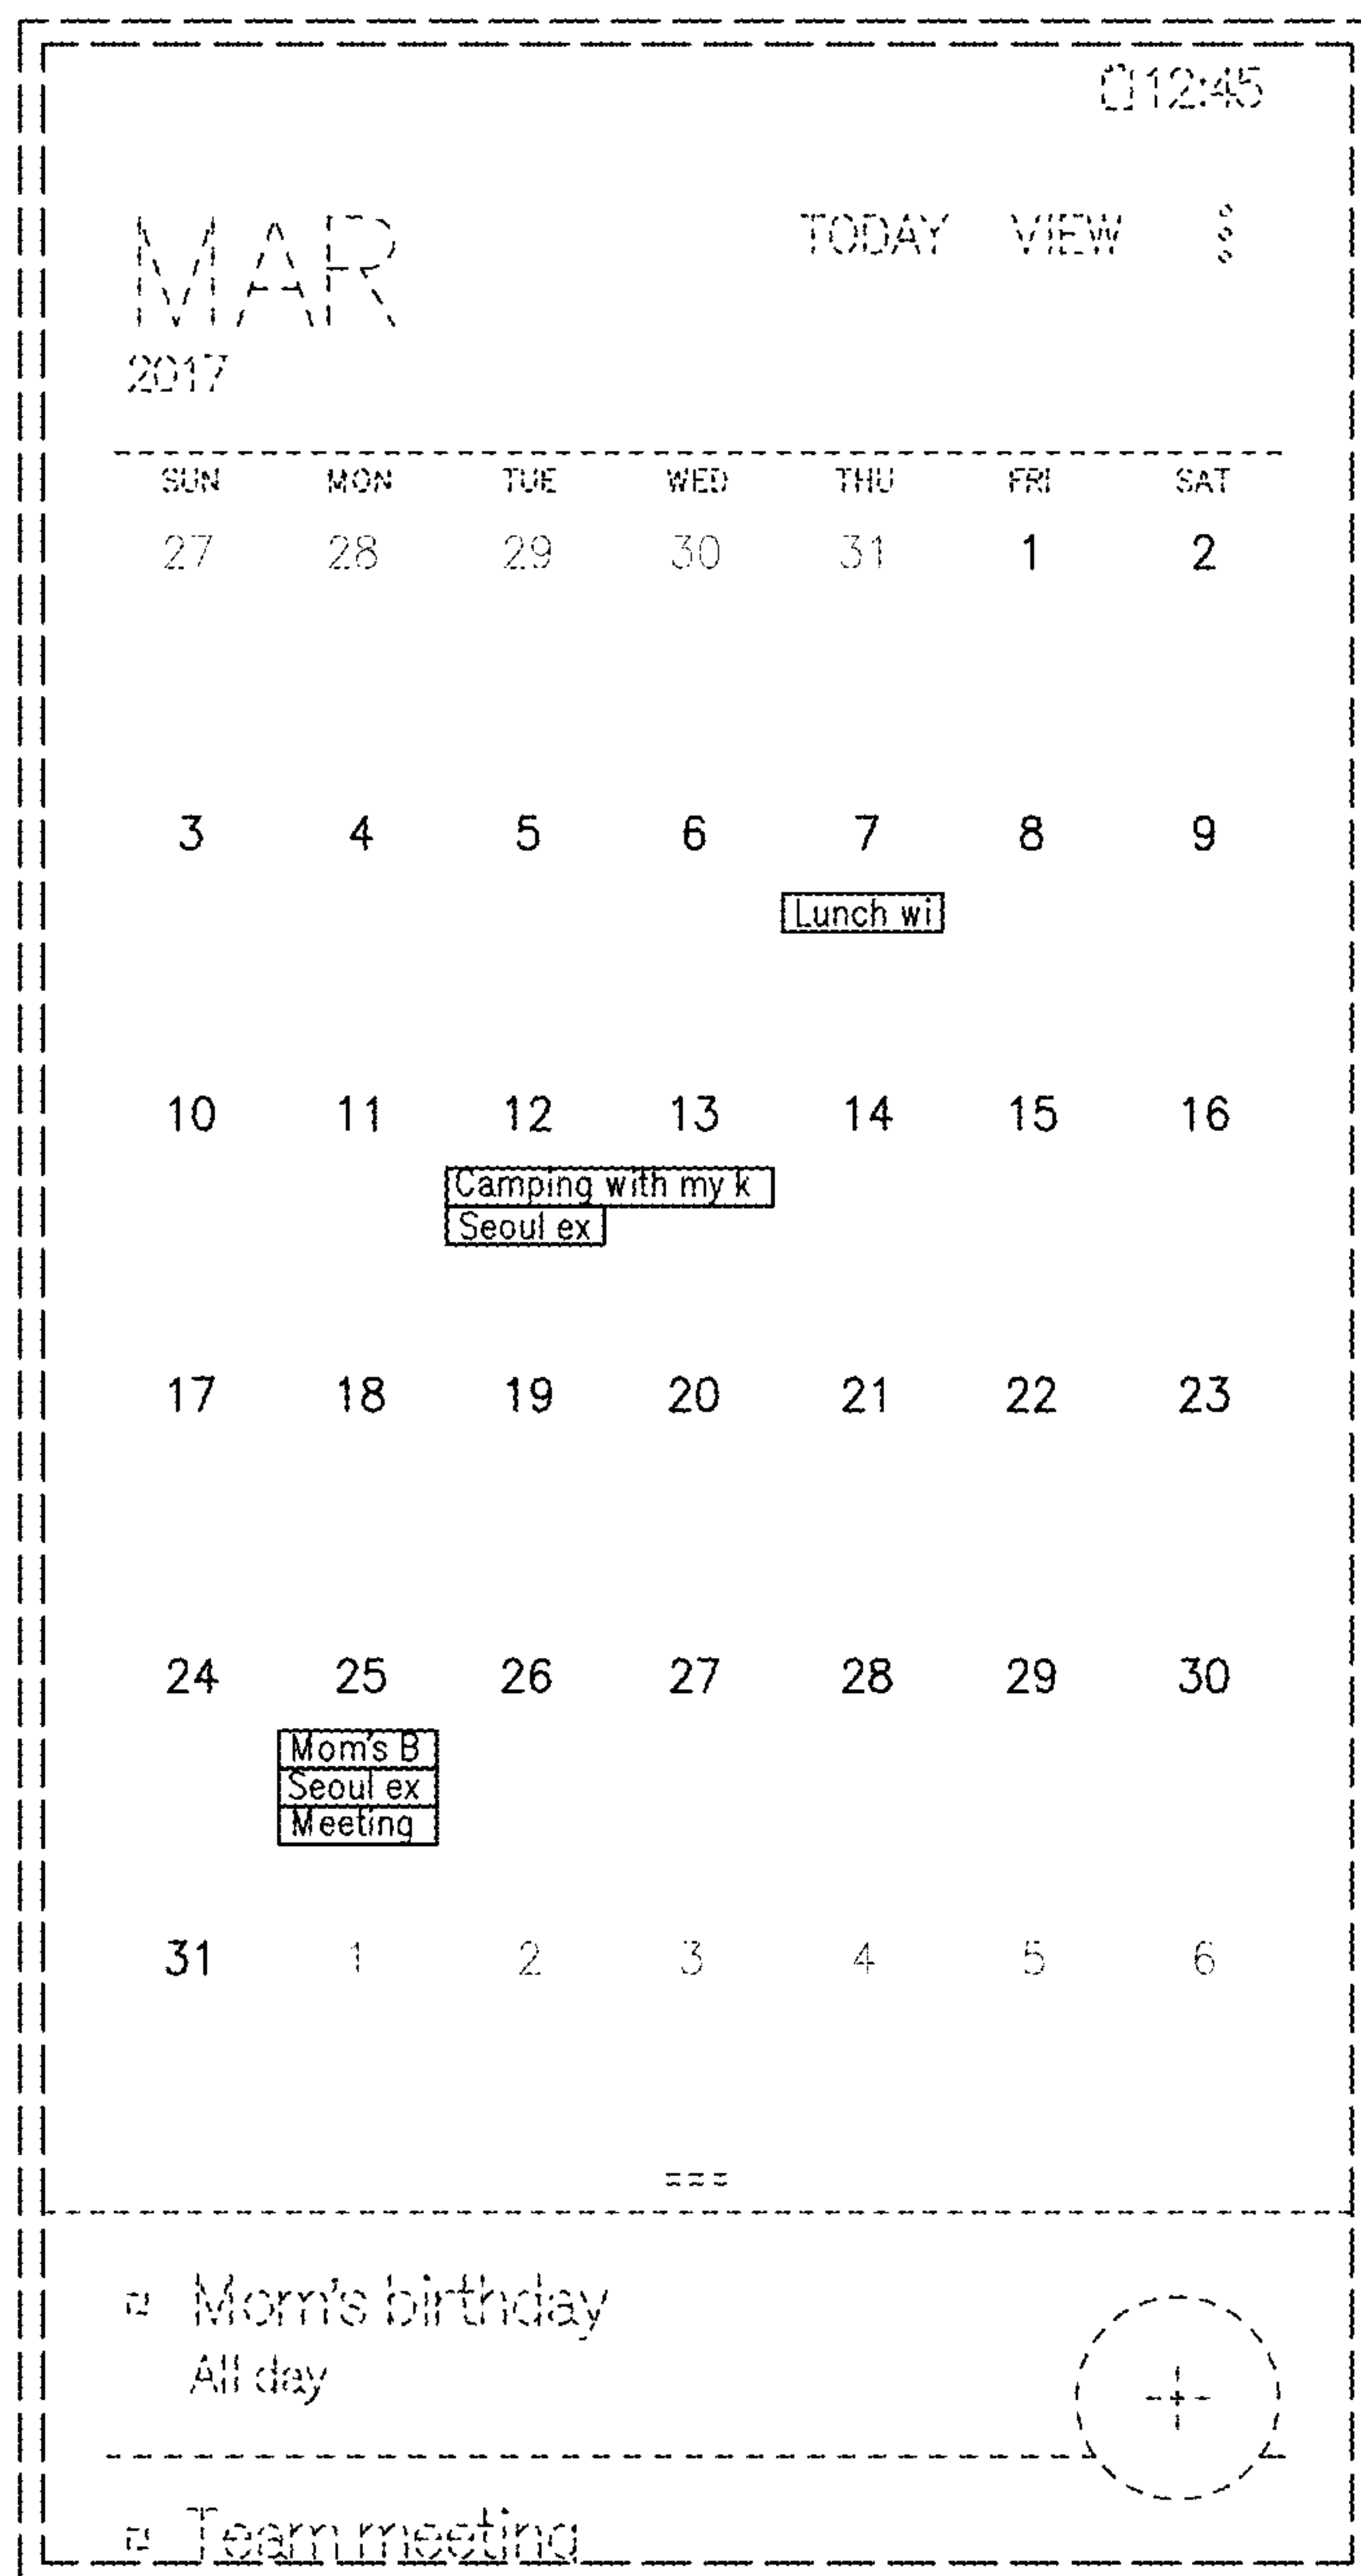 12:45
MAR TODAY VIEW
2017
SUN MON TUE WED THU FRI SAT
27 28 29 30 31 1 2
3 4 5 6 7 8 9
Lunch wi
10 11 12 13 14 15 16
Camping with my k
Seoul ex
17 18 19 20 21 22 23
24 25 26 27 28 29 30
Mom's B
Seoul ex
Meeting
31 1 2 3 4 5 6
Mom's birthday
All day
Team meeting